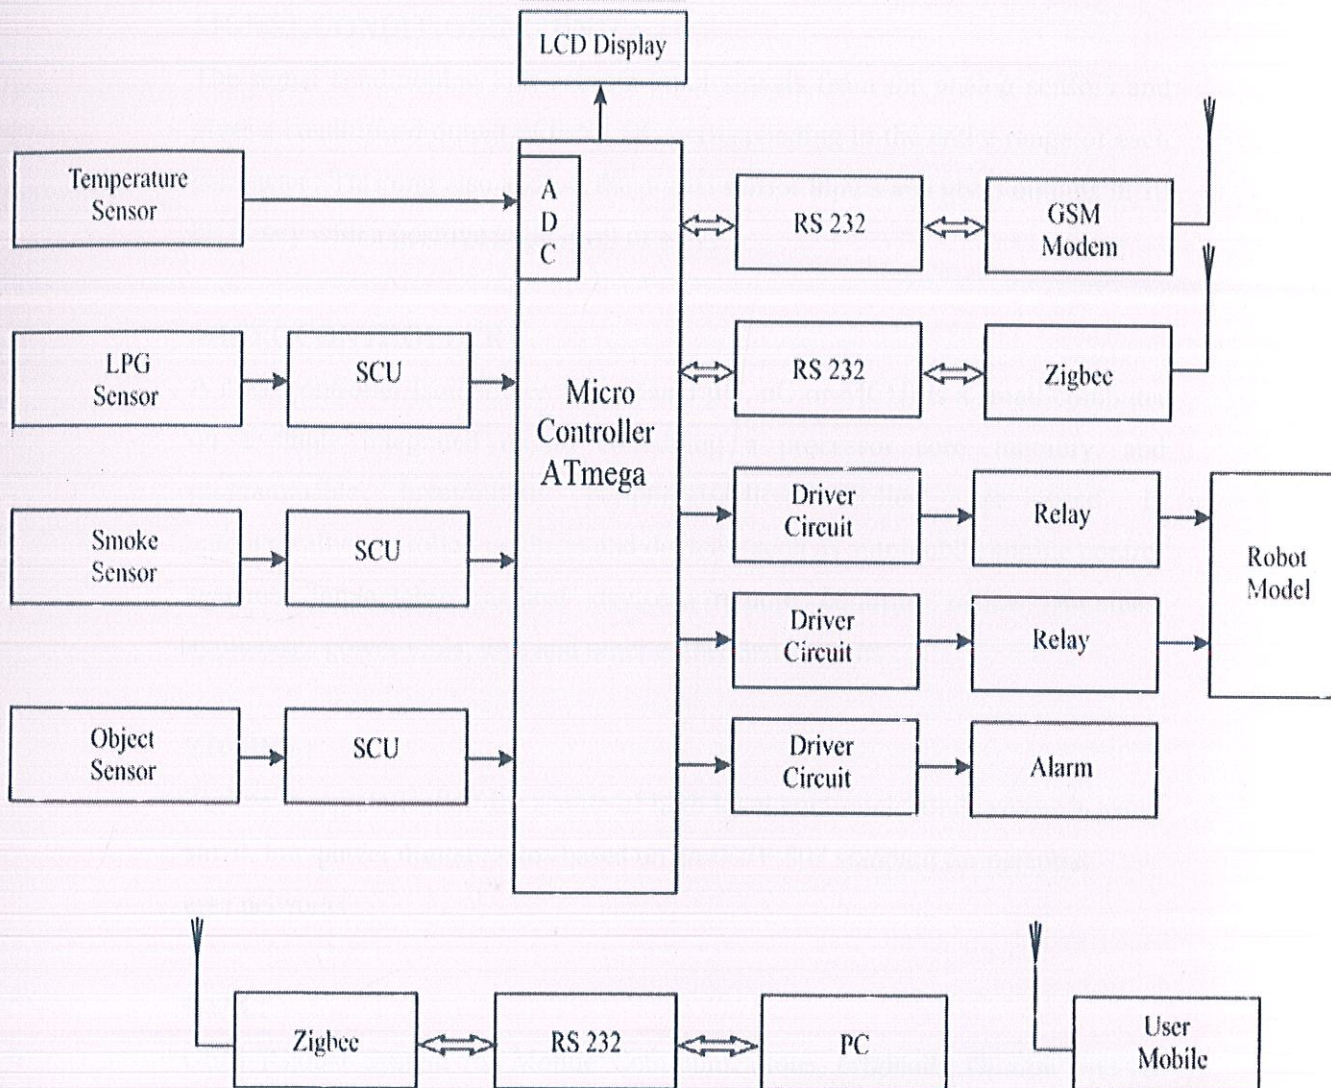 LCD Display
Temperature
Sensor
A
D
C
RS 232
GSM
Modem
LPG
Sensor
SCU
RS 232
Zigbee
Micro
Controller
ATmega
Driver
Circuit
Relay
Smoke
Sensor
SCU
Robot
Model
Driver
Circuit
Relay
Object
Sensor
SCU
Driver
Circuit
Alarm
Zigbee
RS 232
PC
User
Mobile